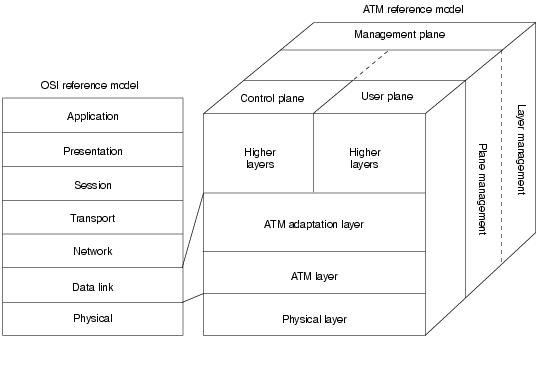 ATM reference model
Management plane
OSI reference model
Control plane
User plane
Application
Presentation
Session
Transport
Network
Data link
Physical
Higher
layers
Higher
layers
ATM adaptation layer
ATM layer
Physical layer
Plane management
Layer management